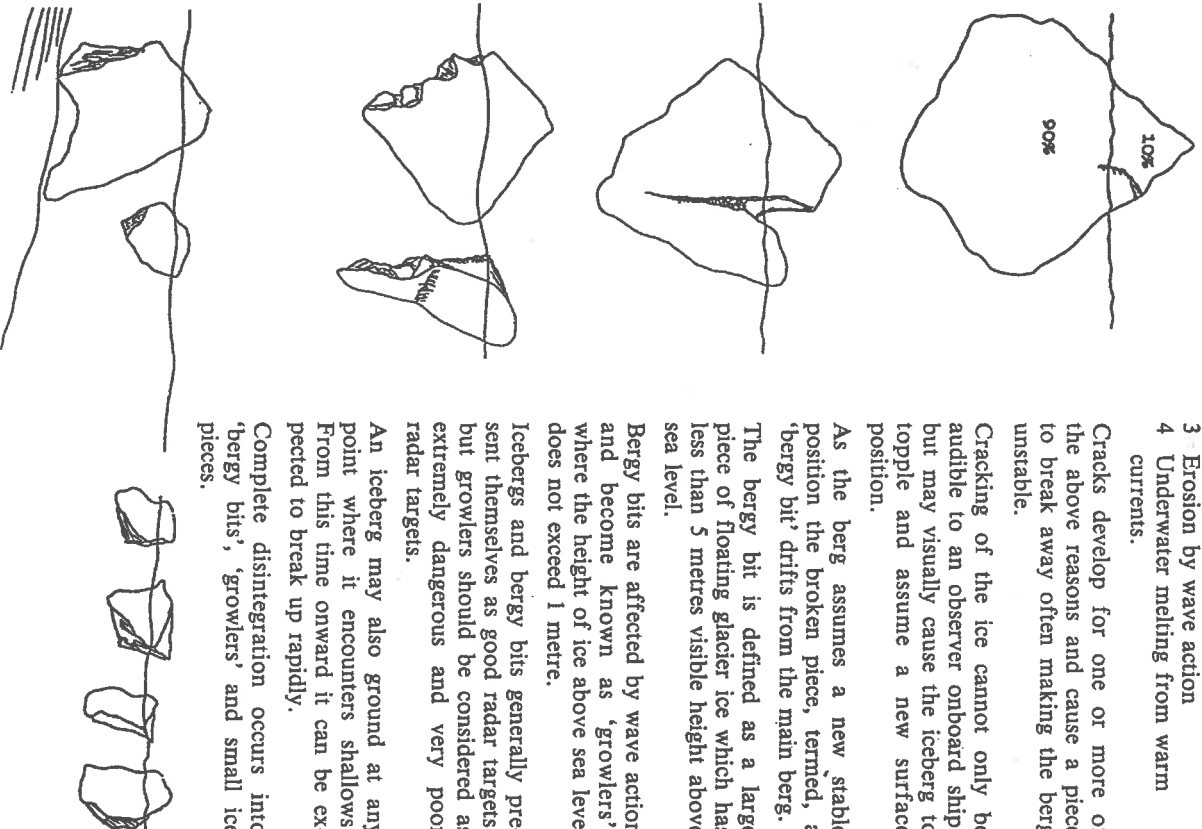 10%
90%
3 Erosion by wave action
4 Underwater melting from warm
currents.
Cracks develop for one or more o
the above reasons and cause a piec
to break away often making the berg
unstable.
Cracking of the ice cannot only be
audible to an observer onboard ship
but may visually cause the iceberg to
topple and assume a new surface
position.
As the berg assumes a new stable
position the broken piece, termed, a
‘bergy bit’ drifts from the main berg.
The bergy bit is defined as a large
piece of floating glacier ice which has
less than 5 metres visible height above
sea level.
Bergy bits are affected by wave action
and become known as ‘growlers’
where the height of ice above sea leve
does not exceed 1 metre.
Icebergs and bergy bits generally pre
sent themselves as good radar targets
but growlers should be considered as
extremely dangerous and very poor
radar targets.
An iceberg may also ground at any
point where it encounters shallows
From this time onward it can be ex
pected to break up rapidly.
Complete disintegration occurs into
‘bergy bits’, ‘growlers’ and small ice
pieces.